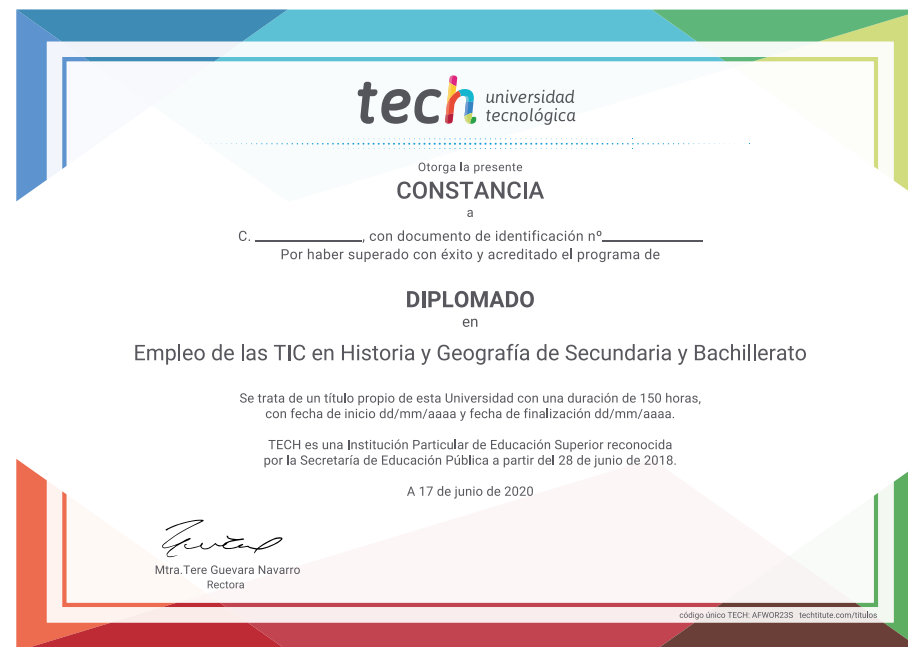 tech universidad
tecnológica
Otorga la presente
CONSTANCIA
a
C. ______________, con documento de identificación nº______________
Por haber superado con éxito y acreditado el programa de
DIPLOMADO
en
Empleo de las TIC en Historia y Geografía de Secundaria y Bachillerato
Se trata de un título propio de esta Universidad con una duración de 150 horas,
con fecha de inicio dd/mm/aaaa y fecha de finalización dd/mm/aaaa.
TECH es una Institución Particular de Educación Superior reconocida
por la Secretaría de Educación Pública a partir del 28 de junio de 2018.
A 17 de junio de 2020
Mtra.Tere Guevara Navarro
Rectora
código único TECH: AFWOR23S techtitute.com/titulos